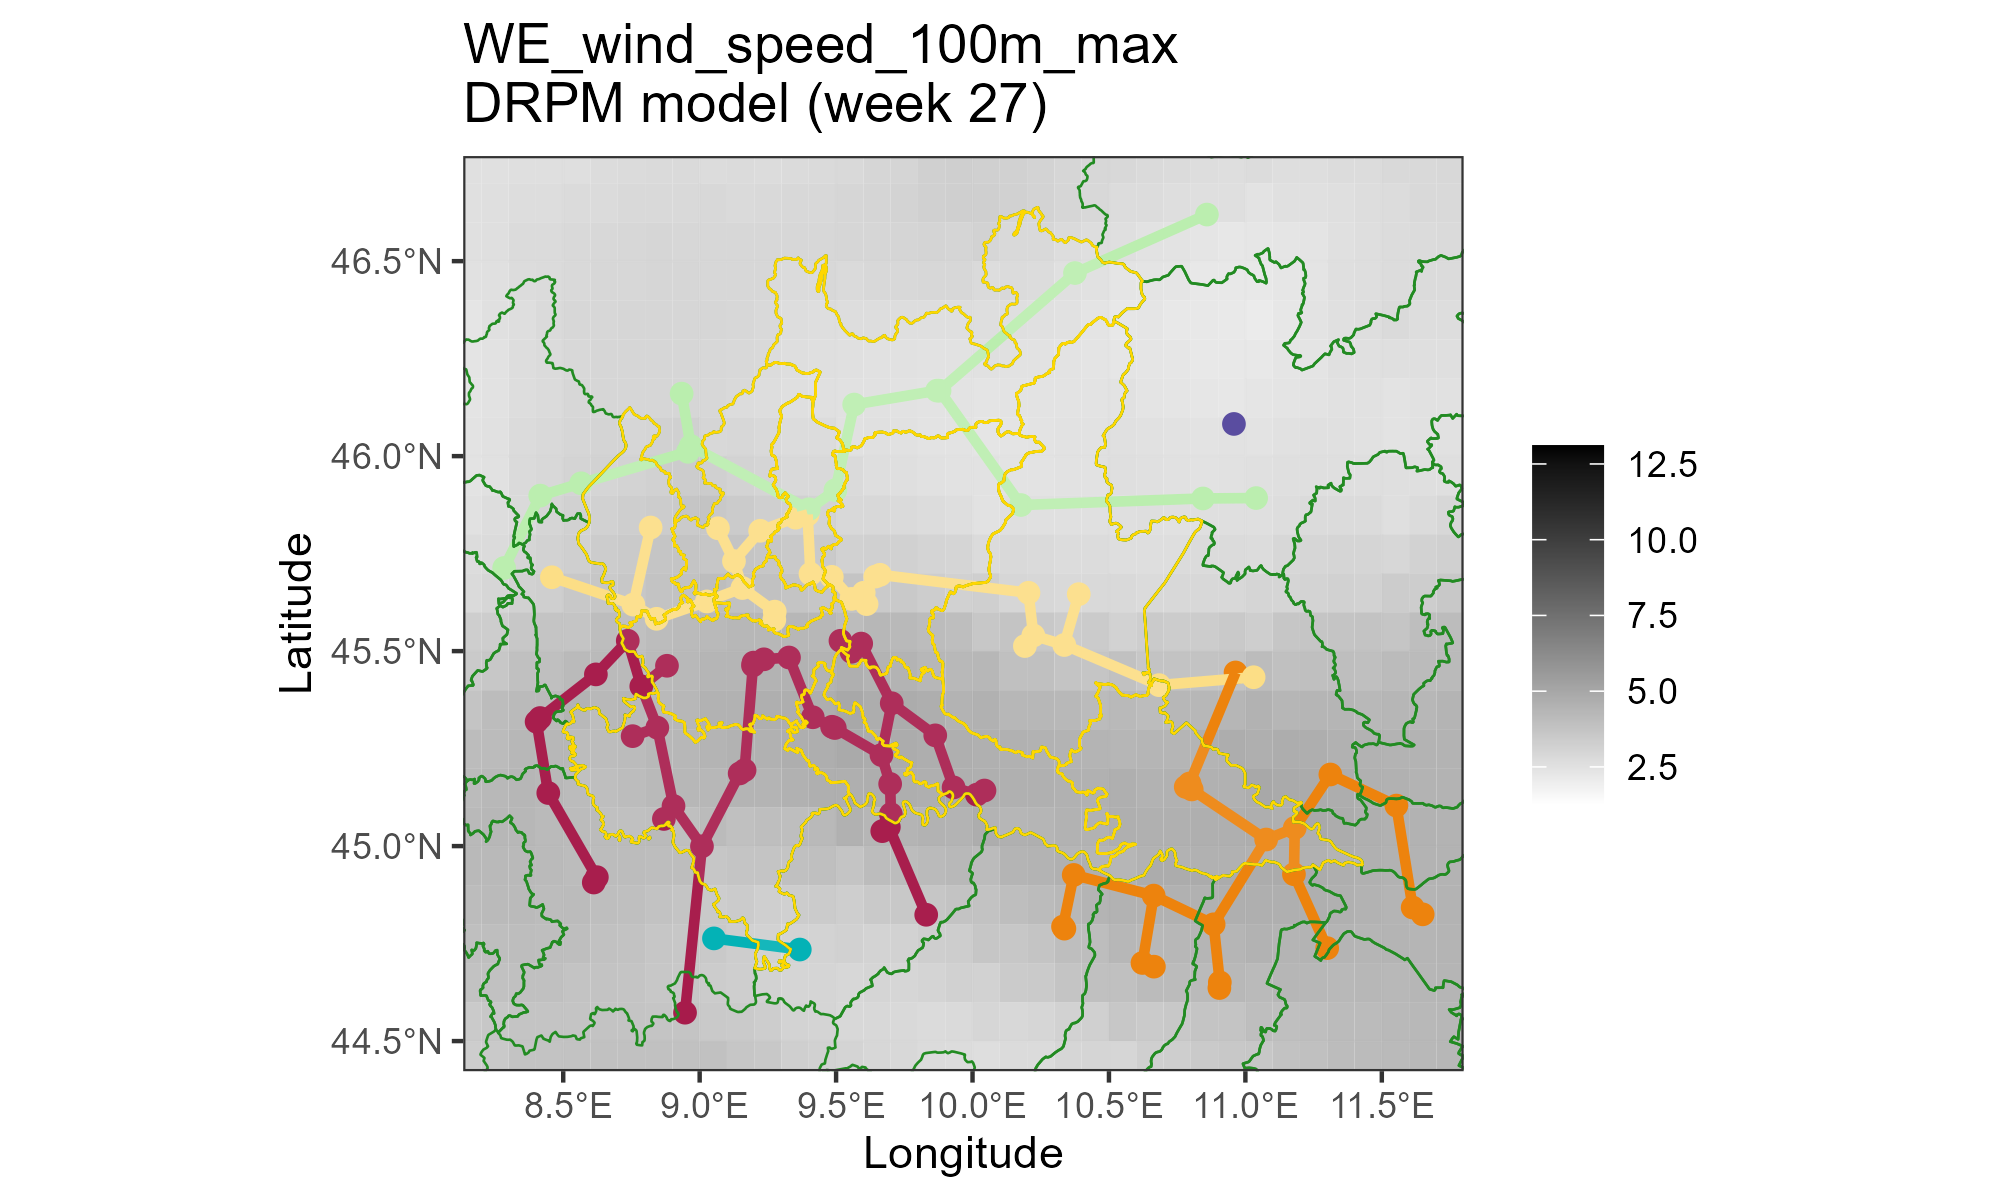 WE_wind_speed_100m_max
DRPM model (week 27)
46.5°N
46.0°N
45.5°N
45.0°N
44.5°N
Latitude
8.5°E 9.0°E 9.5°E 10.0°E 10.5°E 11.0°E 11.5°E
Longitude
12.5
10.0
7.5
5.0
2.5